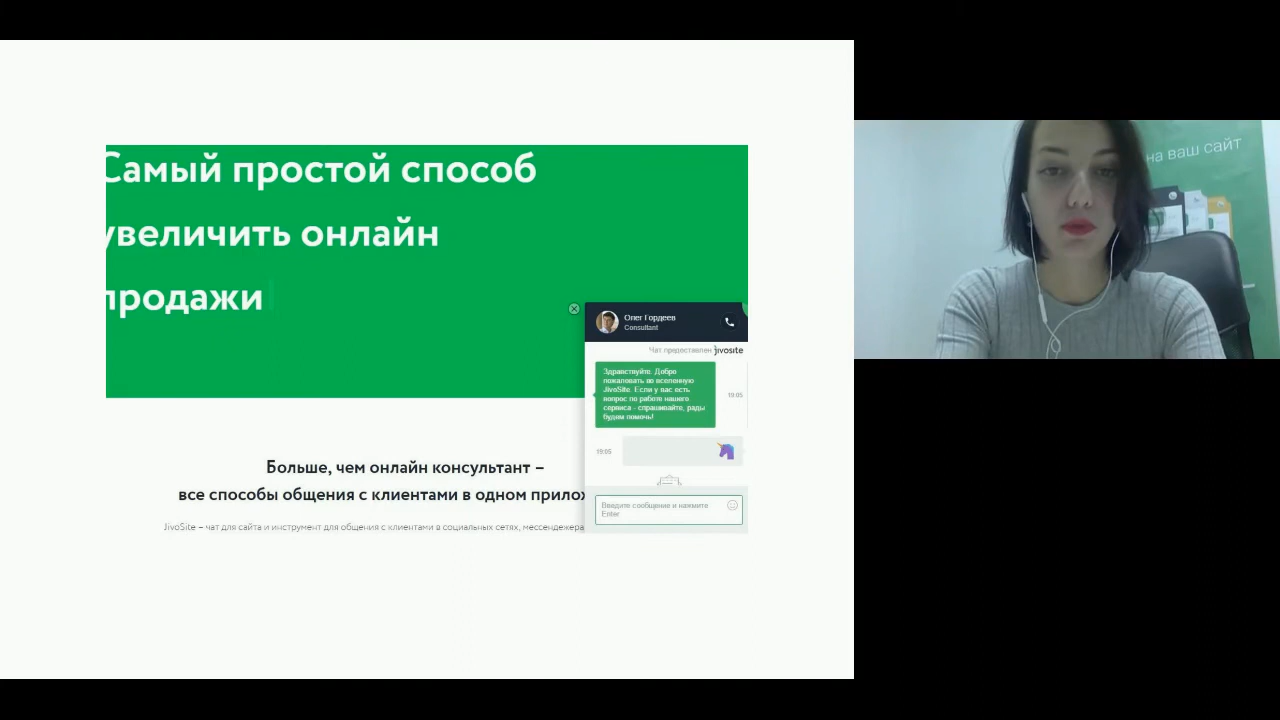 Самый простой способ
увеличить онлайн
продажи
Олег Гордеев
Consultant
Чат предоставлен jivosite
Здравствуйте. Добро
пожаловать во вселенную
JivoSite. Если у вас есть
вопрос по работе нашего
сервиса - спрашивайте, рады
будем помочь!
19:05
19:05
Введите сообщение и нажмите
Enter
Больше, чем онлайн консультант –
все способы общения с клиентами в одном прилож
JivoSite – чат для сайта и инструмент для общения с клиентами в социальных сетях, мессенджера
на ваш сайт